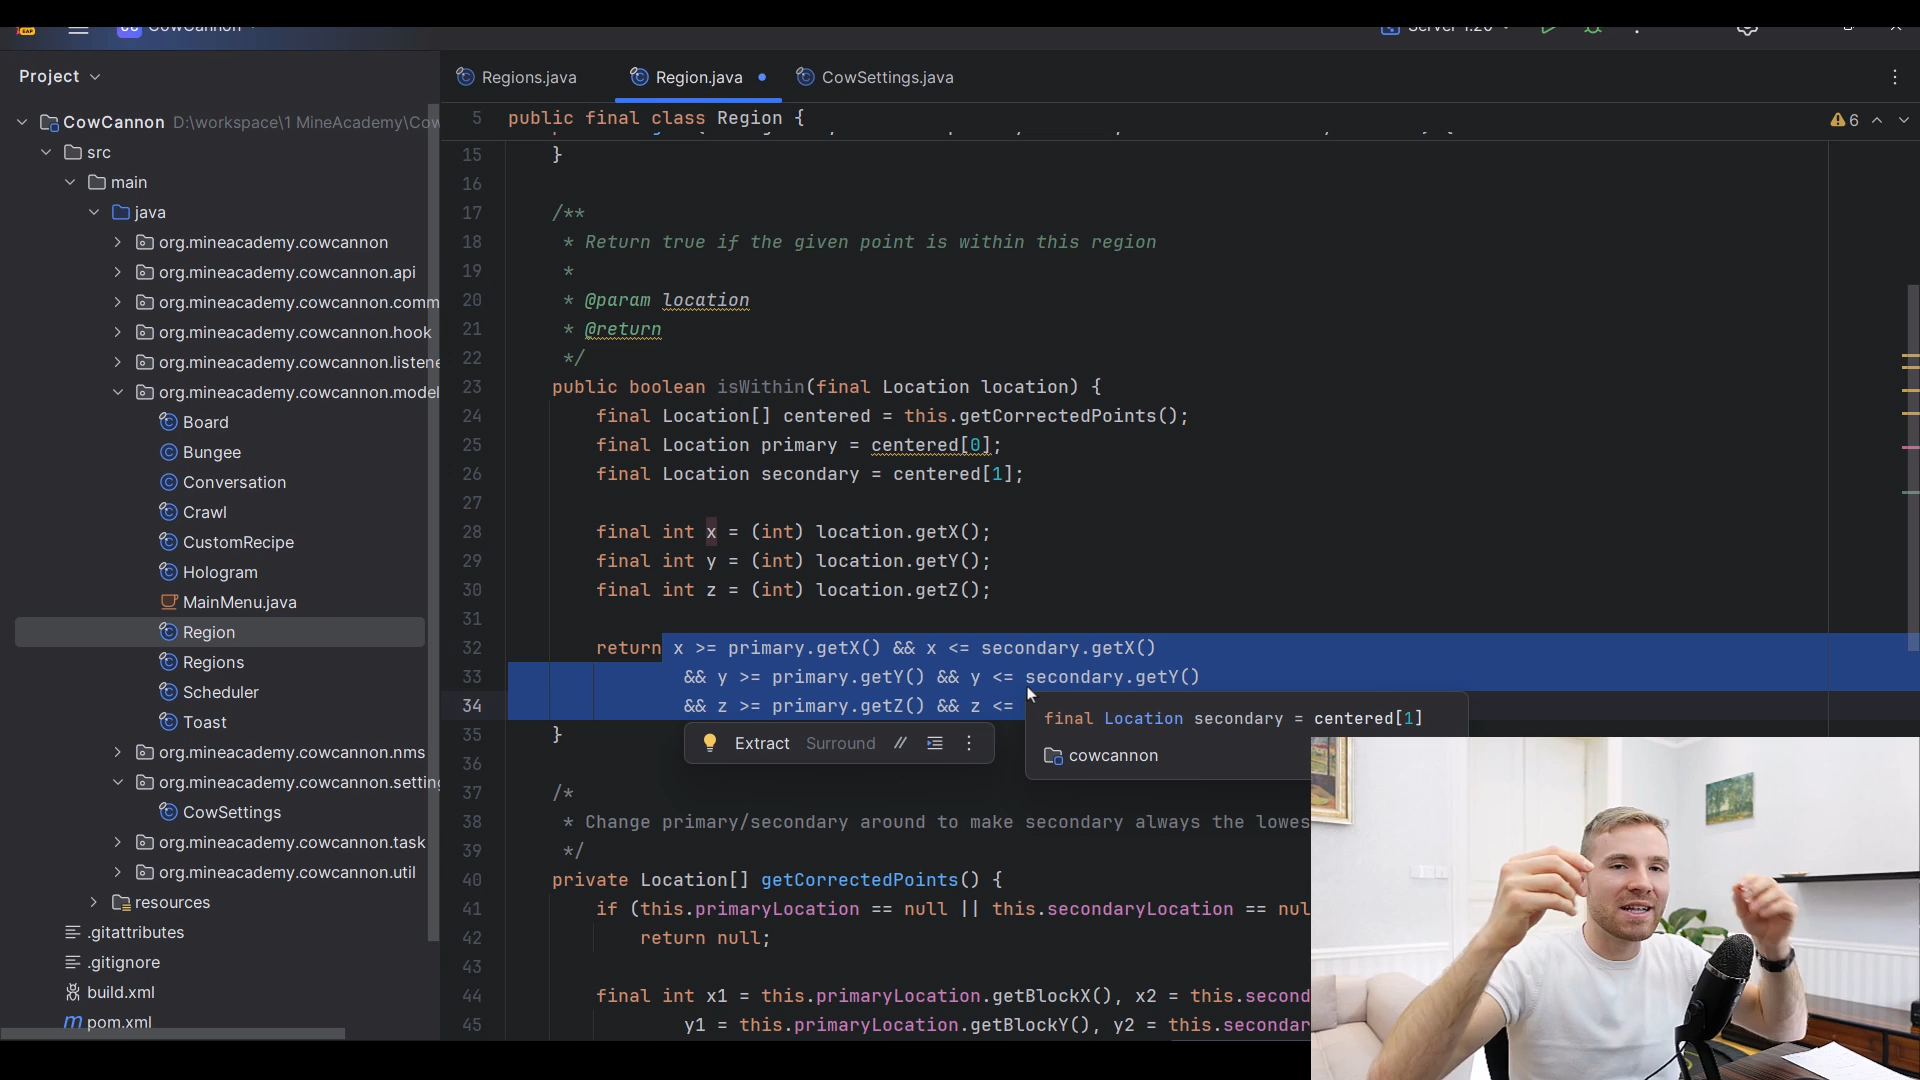 CowCannon
Server 1.20
Project
Regions.java
Region.java
CowSettings.java
CowCannon D:\workspace\1 MineAcademy\Cow
src
main
java
org.mineacademy.cowcannon
org.mineacademy.cowcannon.api
org.mineacademy.cowcannon.comm
org.mineacademy.cowcannon.hook
org.mineacademy.cowcannon.listene
org.mineacademy.cowcannon.model
Board
Bungee
Conversation
Crawl
CustomRecipe
Hologram
MainMenu.java
Region
Regions
Scheduler
Toast
org.mineacademy.cowcannon.nms
org.mineacademy.cowcannon.setting
CowSettings
org.mineacademy.cowcannon.task
org.mineacademy.cowcannon.util
resources
.gitattributes
.gitignore
build.xml
pom.xml
5 public final class Region {
6
15 }
16
17 /**
18 * Return true if the given point is within this region
19 *
20 * @param location
21 * @return
22 */
23 public boolean isWithin(final Location location) {
24 final Location[] centered = this.getCorrectedPoints();
25 final Location primary = centered[0];
26 final Location secondary = centered[1];
27
28 final int x = (int) location.getX();
29 final int y = (int) location.getY();
30 final int z = (int) location.getZ();
31
32 return x >= primary.getX() && x <= secondary.getX()
33 && y >= primary.getY() && y <= secondary.getY()
34 && z >= primary.getZ() && z <=
35 }
36
37 /*
38 * Change primary/secondary around to make secondary always the lowes
39 */
40 private Location[] getCorrectedPoints() {
41 if (this.primaryLocation == null || this.secondaryLocation == nul
42 return null;
43
44 final int x1 = this.primaryLocation.getBlockX(), x2 = this.second
45 y1 = this.primaryLocation.getBlockY(), y2 = this.secondar
Extract Surround //
final Location secondary = centered[1]
cowcannon